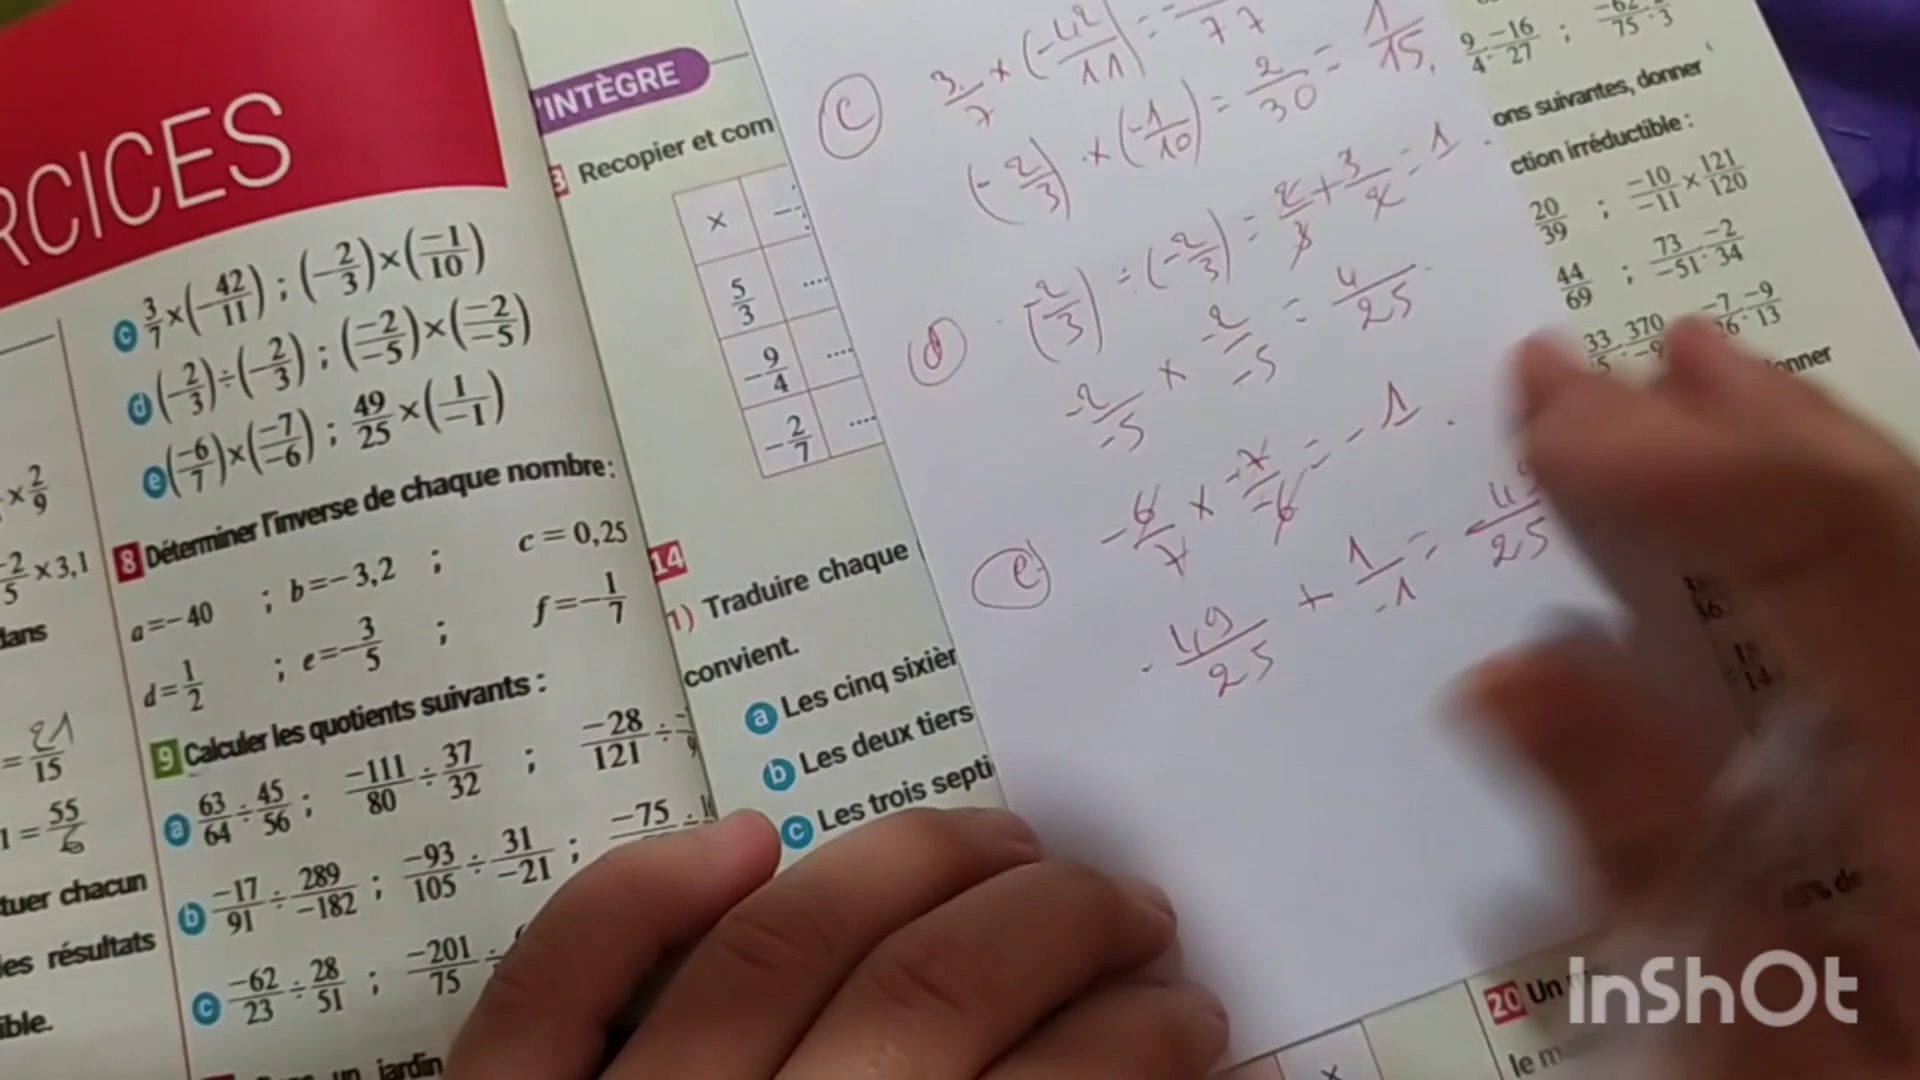 RCICES
c 3/7 × (-42/11) ; (-2/3) × (-1/10)
d (-2/3) ÷ (-2/3) ; (-2/-5) × (-2/-5)
e (-6/7) × (-7/-6) ; 49/25 × (1/-1)
8 Déterminer l'inverse de chaque nombre :
a = -40 ; b = -3,2 ; c = 0,25
d = 1/2 ; e = -3/5 ; f = -1/7
9 Calculer les quotients suivants :
a 63/64 ÷ 45/56 ; -111/80 ÷ 37/32 ; -28/121 ÷
b -17/91 ÷ 289/-182 ; -93/105 ÷ 31/-21 ; -75
c -62/23 ÷ 28/51 ; -201/75 ÷
un jardin
× 2/9
-2/5 × 3,1
dans
= 21/15
1 = 55/6
tuer chacun
les résultats
ible.
'INTÈGRE
3 Recopier et com
×
5/3 ....
-9/4 ....
-2/7 ....
14
1) Traduire chaque
convient.
a Les cinq sixièr
b Les deux tiers
c Les trois septi
c 3/7 × (-42/11) = 77
(-2/3) × (-1/10) = 2/30 = 1/15.
d (-2/3) ÷ (-2/3) = 2/3 + 3/2 = 1.
-2/-5 × -2/-5 = 4/25
e -6/7 × -7/-6 = -1.
49/25 + 1/-1 = -49/25
9/4 ÷ -16/27 ;
75 ÷ 3
ons suivantes, donner
ction irréductible :
20/39 ; -10/-11 × 121/120
44/69 ; 73/-51 ÷ -2/34
-9/13
onner
20 Un
le m
×
InShOt